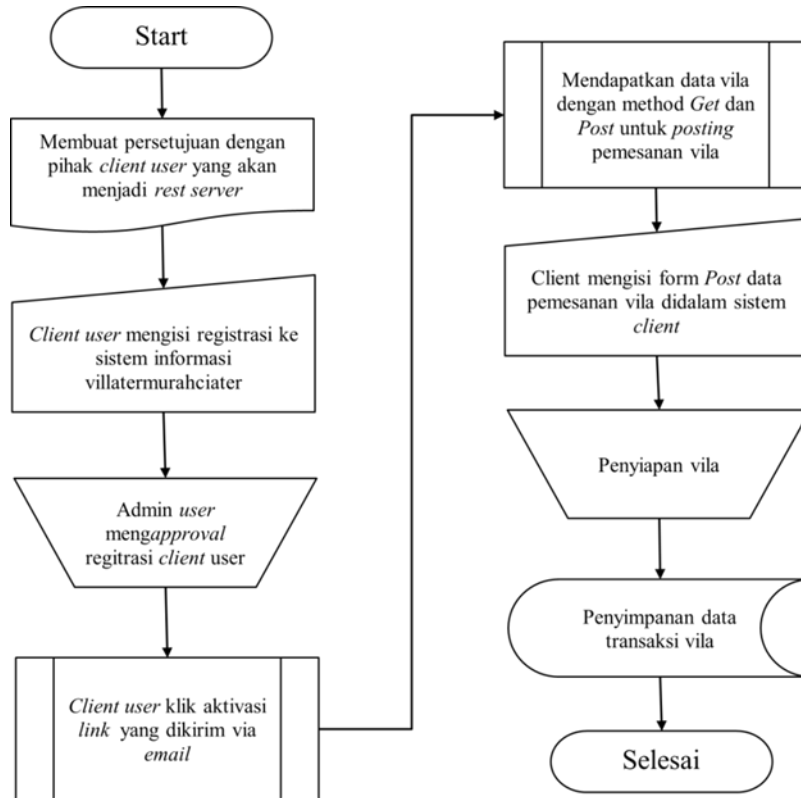 Start
Membuat persetujuan dengan
pihak client user yang akan
menjadi rest server
Client user mengisi registrasi ke
sistem informasi
villatermurahciater
Admin user
mengapproval
regitrasi client user
Client user klik aktivasi
link yang dikirim via
email
Mendapatkan data vila
dengan method Get dan
Post untuk posting
pemesanan vila
Client mengisi form Post data
pemesanan vila didalam sistem
client
Penyiapan vila
Penyimpanan data
transaksi vila
Selesai